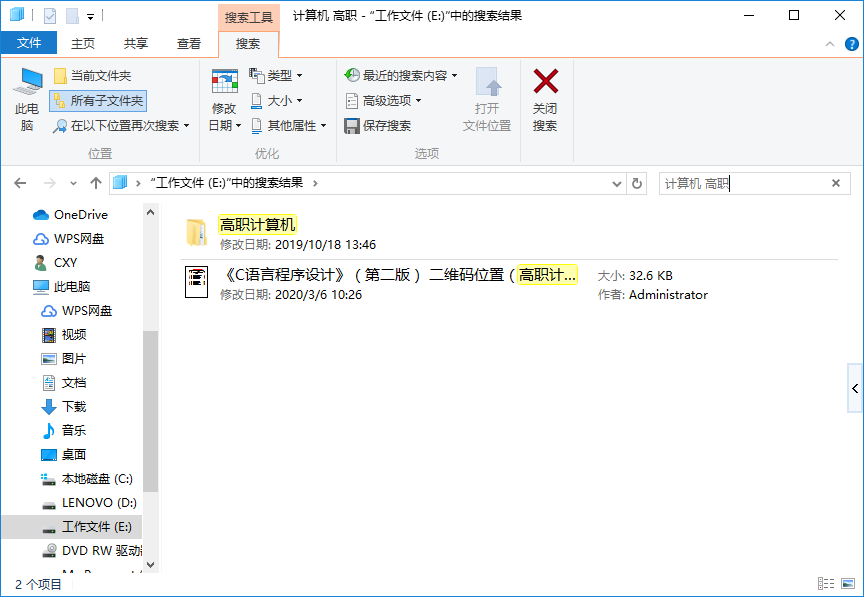 搜索工具 计算机 高职 - “工作文件 (E:)”中的搜索结果
文件 主页 共享 查看 搜索
此电脑
当前文件夹
所有子文件夹
在以下位置再次搜索
位置
修改日期
类型
大小
其他属性
优化
最近的搜索内容
高级选项
保存搜索
打开文件位置
选项
关闭搜索
“工作文件 (E:)”中的搜索结果
计算机 高职
OneDrive
WPS网盘
CXY
此电脑
WPS网盘
视频
图片
文档
下载
音乐
桌面
本地磁盘 (C:)
LENOVO (D:)
工作文件 (E:)
DVD RW 驱动
高职计算机
修改日期: 2019/10/18 13:46
《C语言程序设计》（第二版） 二维码位置（高职计...
修改日期: 2020/3/6 10:26
大小: 32.6 KB
作者: Administrator
2 个项目